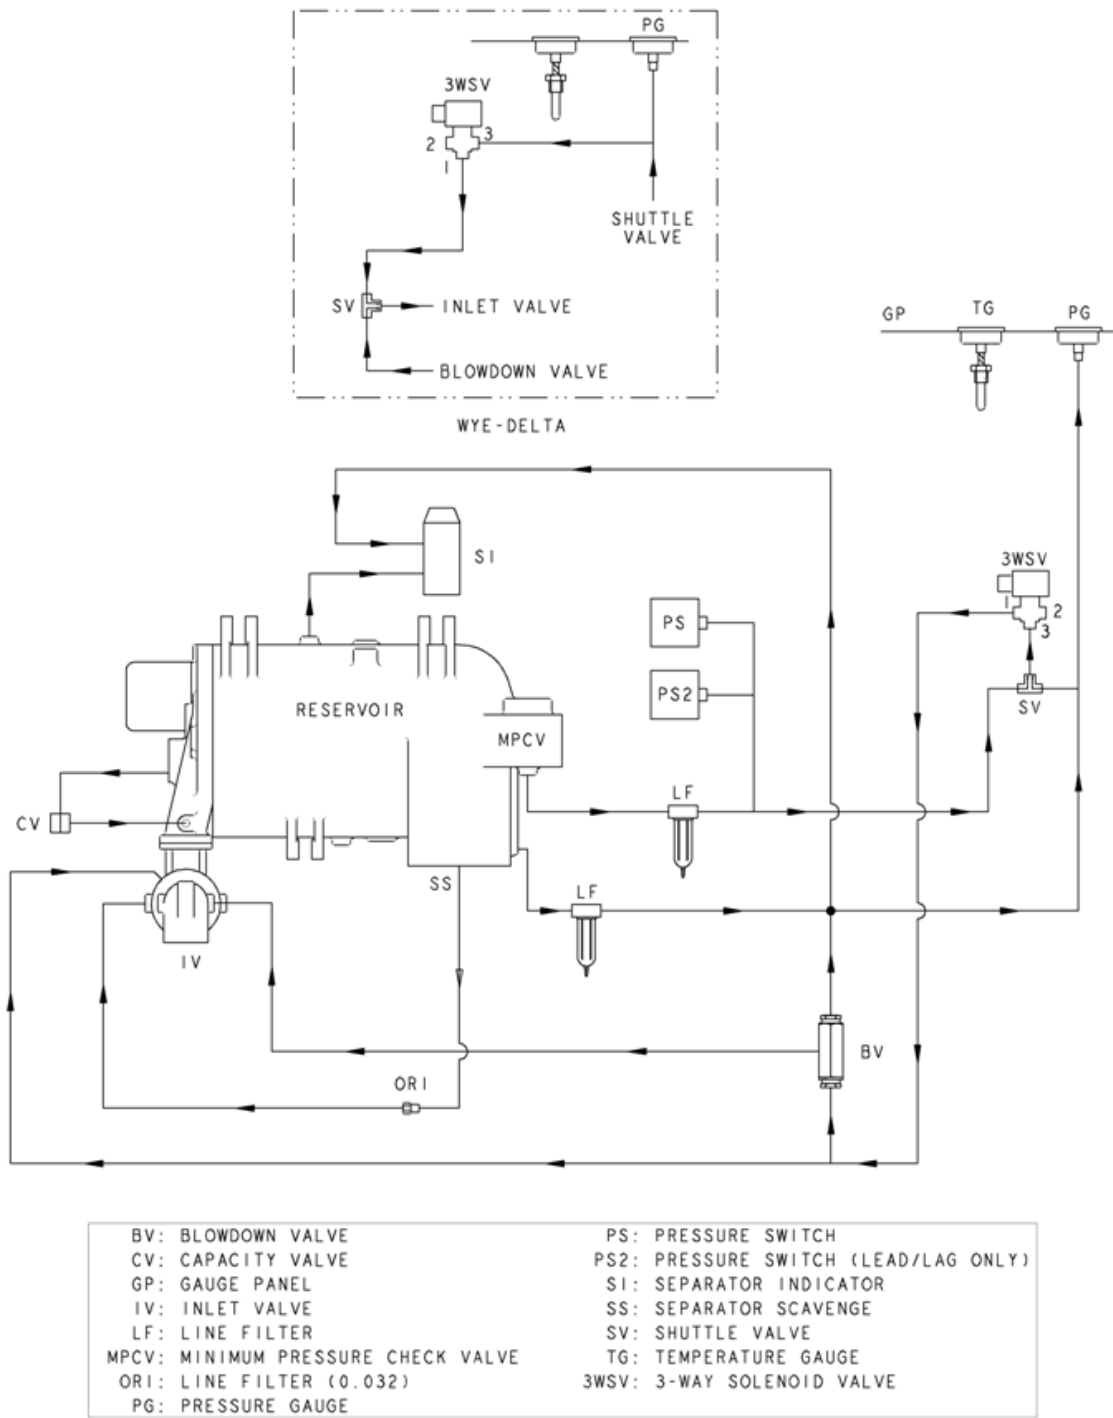 PG
3WSV
3
2
1
SHUTTLE
VALVE
SV
INLET VALVE
BLOWDOWN VALVE
WYE-DELTA
GP
TG
PG
SI
3WSV
1
2
3
PS
PS2
SV
RESERVOIR
MPCV
LF
CV
SS
LF
IV
BV
ORI
BV: BLOWDOWN VALVE
CV: CAPACITY VALVE
GP: GAUGE PANEL
IV: INLET VALVE
LF: LINE FILTER
MPCV: MINIMUM PRESSURE CHECK VALVE
ORI: LINE FILTER (0.032)
PG: PRESSURE GAUGE
PS: PRESSURE SWITCH
PS2: PRESSURE SWITCH (LEAD/LAG ONLY)
SI: SEPARATOR INDICATOR
SS: SEPARATOR SCAVENGE
SV: SHUTTLE VALVE
TG: TEMPERATURE GAUGE
3WSV: 3-WAY SOLENOID VALVE